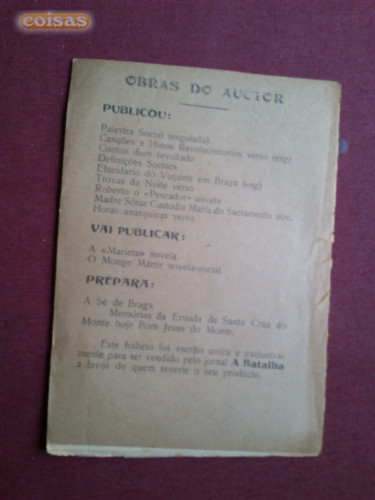 coisas
OBRAS DO AUCTOR
PUBLICOU:
Palestra Social (esgotada)
Canções e Hinos Revolucionarios verso (esg)
Contos dum revoltado
Definições Sociaes
Elucidario do Viajante em Braga (esg)
Trovas da Noite verso
Roberto o «Pescador» novela
Madre Sóror Custodia Maria do Sacramento
Horas anarquicas verso
VAI PUBLICAR:
A «Marieta» novela
O Monge Mártir novela-social
PREPARA:
A Sé de Braga
Memórias da Ermida de Santa Cruz do
Monte hoje Bom Jesus do Monte.
Este folheto foi escrito unica e exclusiva-
mente para ser vendido pelo jornal A Batalha
a favor de quem reverte o seu producto.